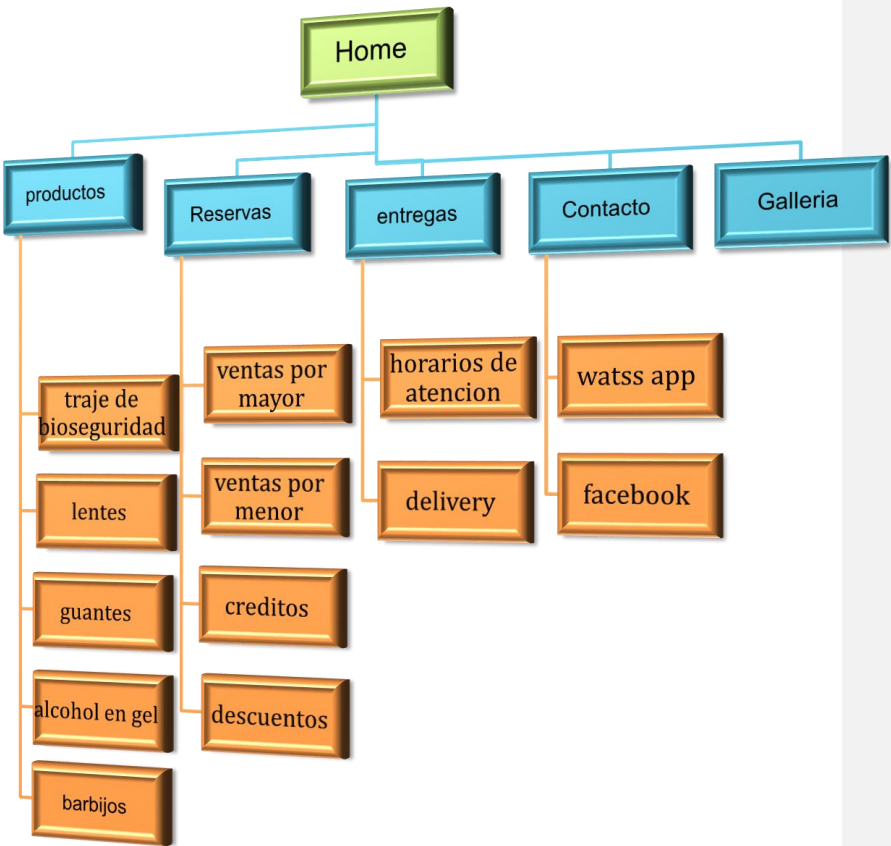 Home
productos
Reservas
entregas
Contacto
Galleria
traje de
bioseguridad
lentes
guantes
alcohol en gel
barbijos
ventas por
mayor
ventas por
menor
creditos
descuentos
horarios de
atencion
delivery
watss app
facebook